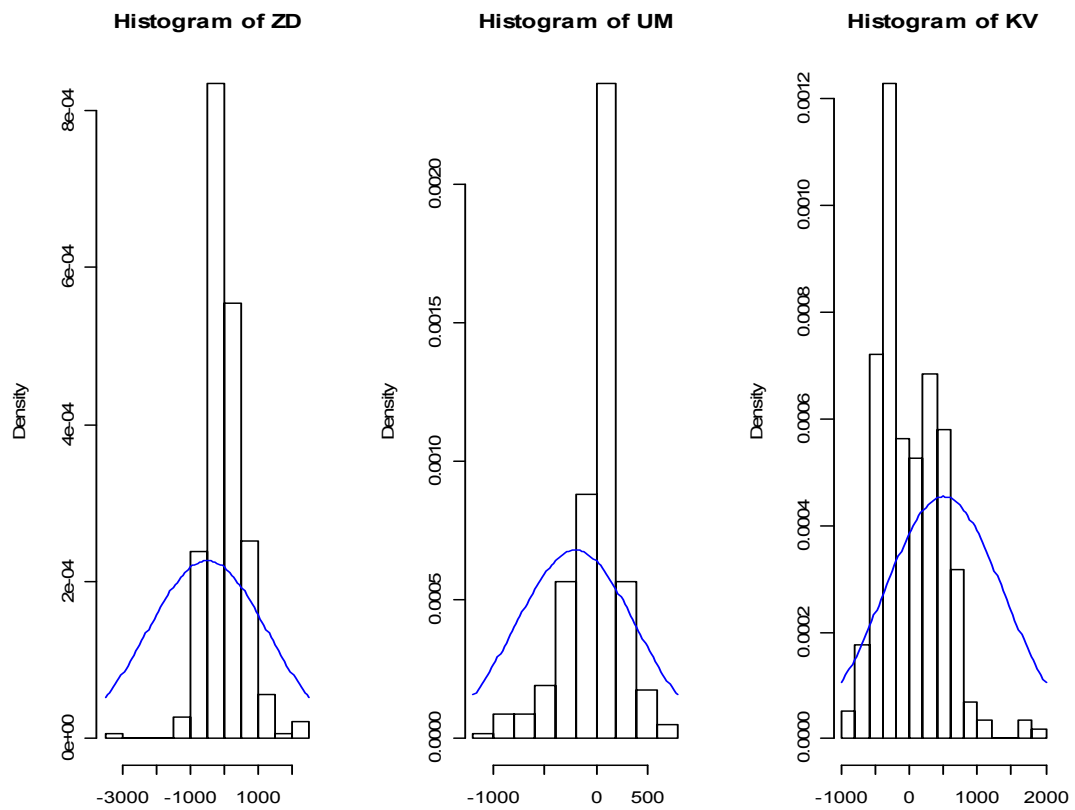 Histogram of ZD
Density
0e+00
2e-04
4e-04
6e-04
8e-04
-3000
-1000
1000
Histogram of UM
Density
0.0000
0.0005
0.0010
0.0015
0.0020
-1000
0
500
Histogram of KV
Density
0.0000
0.0002
0.0004
0.0006
0.0008
0.0010
0.0012
-1000
0
1000
2000